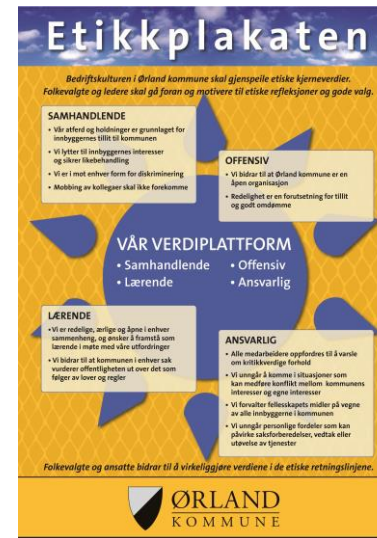 Etikkplakaten
Bedriftskulturen i Ørland kommune skal gjenspeile etiske kjerneverdier.
Folkevalgte og ledere skal gå foran og motivere til etiske refleksjoner og gode valg.
SAMHANDLENDE
• Vår atferd og holdninger er grunnlaget for
innbyggernes tillit til kommunen
• Vi lytter til innbyggernes interesser
og sikrer likebehandling
• Vi er i mot enhver form for diskriminering
• Mobbing av kollegaer skal ikke forekomme
OFFENSIV
• Vi bidrar til at Ørland kommune er en
åpen organisasjon
• Redelighet er en forutsetning for tillit
og godt omdømme
VÅR VERDIPLATTFORM
• Samhandlende • Offensiv
• Lærende • Ansvarlig
LÆRENDE
• Vi er redelige, ærlige og åpne i enhver
sammenheng, og ønsker å framstå som
lærende i møte med våre utfordringer
• Vi bidrar til at kommunen i enhver sak
vurderer offentligheten ut over det som
følger av lover og regler
ANSVARLIG
• Alle medarbeidere oppfordres til å varsle
om kritikkverdige forhold
• Vi unngår å komme i situasjoner som
kan medføre konflikt mellom kommunens
interesser og egne interesser
• Vi forvalter fellesskapets midler på vegne
av alle innbyggerne i kommunen
• Vi unngår personlige fordeler som kan
påvirke saksforberedelser, vedtak eller
utøvelse av tjenester
Folkevalgte og ansatte bidrar til å virkeliggjøre verdiene i de etiske retningslinjene.
ØRLAND
KOMMUNE